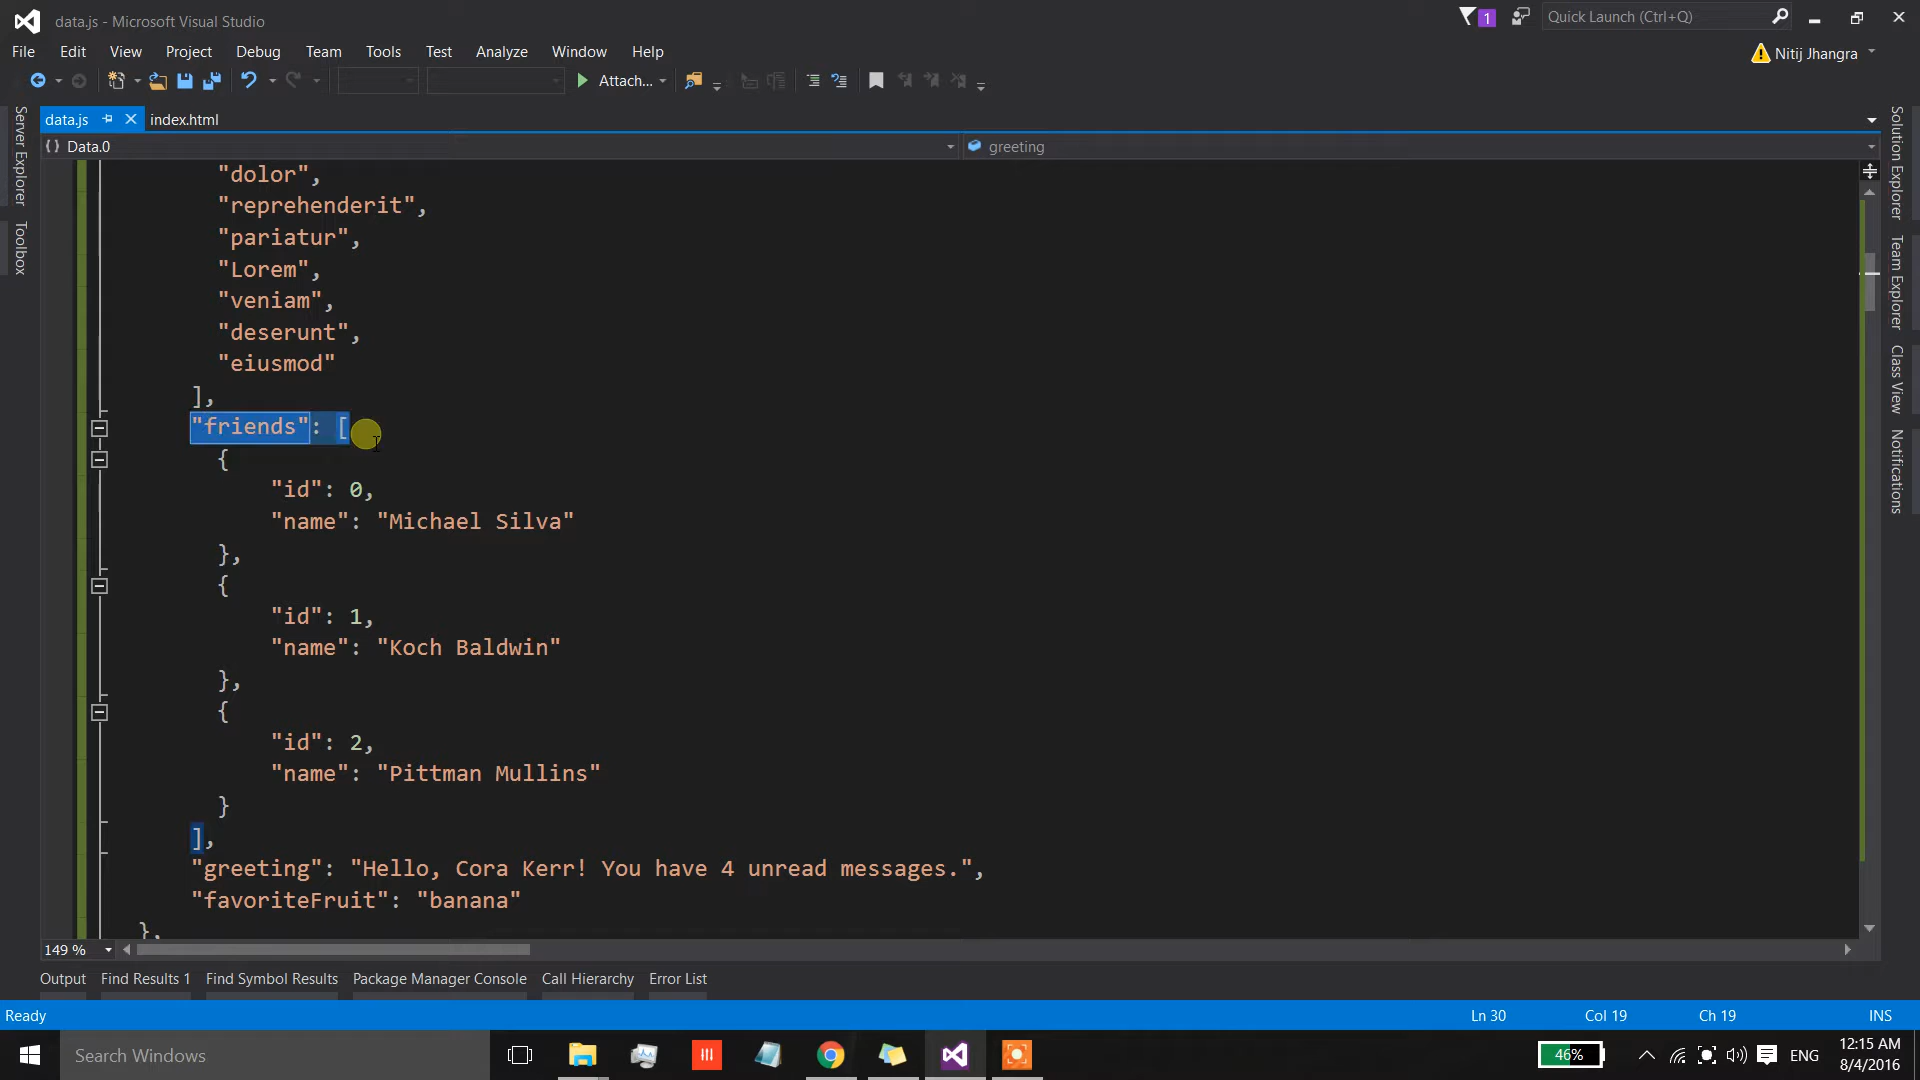 data.js - Microsoft Visual Studio
1
Quick Launch (Ctrl+Q)
File Edit View Project Debug Team Tools Test Analyze Window Help
Nitij Jhangra
Attach...
data.js index.html
{} Data.0
greeting
Server Explorer
Toolbox
"dolor",
"reprehenderit",
"pariatur",
"Lorem",
"veniam",
"deserunt",
"eiusmod"
],
"friends": [
{
"id": 0,
"name": "Michael Silva"
},
{
"id": 1,
"name": "Koch Baldwin"
},
{
"id": 2,
"name": "Pittman Mullins"
}
],
"greeting": "Hello, Cora Kerr! You have 4 unread messages.",
"favoriteFruit": "banana"
},
Solution Explorer
Team Explorer
Class View
Notifications
149 %
Output Find Results 1 Find Symbol Results Package Manager Console Call Hierarchy Error List
Ready Ln 30 Col 19 Ch 19 INS
Search Windows
46%
ENG
12:15 AM
8/4/2016